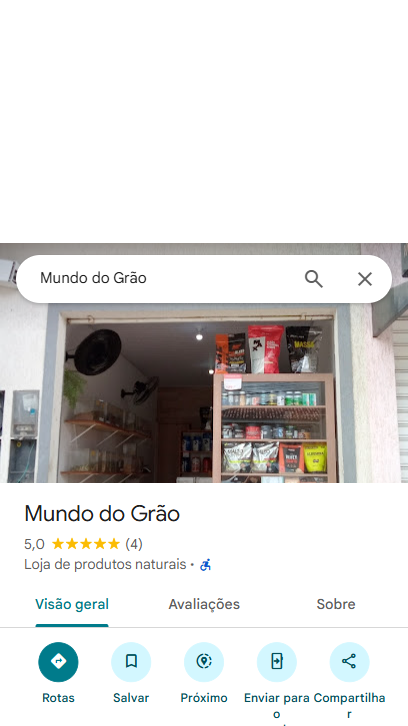 Mundo do Grão
MASS
Mundo do Grão
5,0 (4)
Loja de produtos naturais ·
Visão geral
Avaliações
Sobre
Rotas
Salvar
Próximo
Enviar para o
Compartilhar